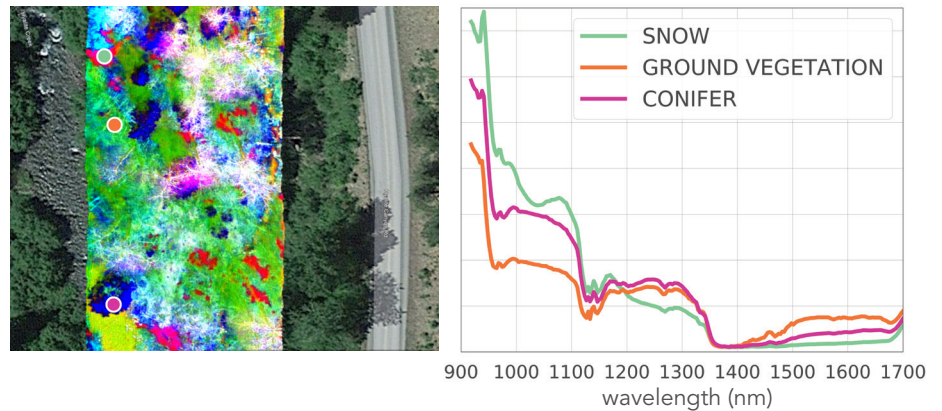 SNOW
GROUND VEGETATION
CONIFER
900 1000 1100 1200 1300 1400 1500 1600 1700
wavelength (nm)